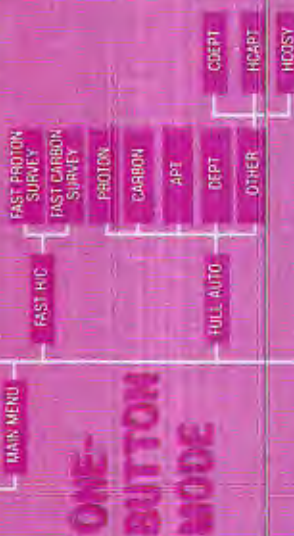 MAIN MENU
ONE-
BUTTON
MODE
FAST H/C
FULL AUTO
FAST PROTON
SURVEY
FAST CARBON
SURVEY
PROTON
CARBON
APT
DEPT
OTHER
CDEPT
HCAPT
HCOSY